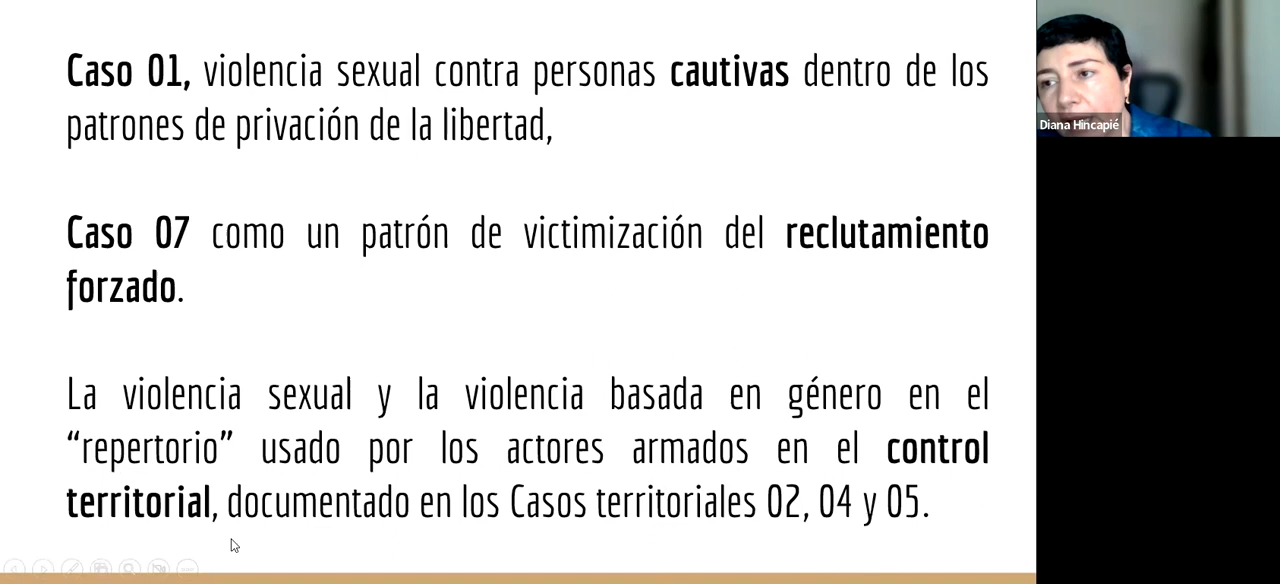 Caso 01, violencia sexual contra personas cautivas dentro de los
patrones de privación de la libertad,
Caso 07 como un patrón de victimización del reclutamiento
forzado.
La violencia sexual y la violencia basada en género en el
“repertorio” usado por los actores armados en el control
territorial, documentado en los Casos territoriales 02, 04 y 05.
Diana Hincapié